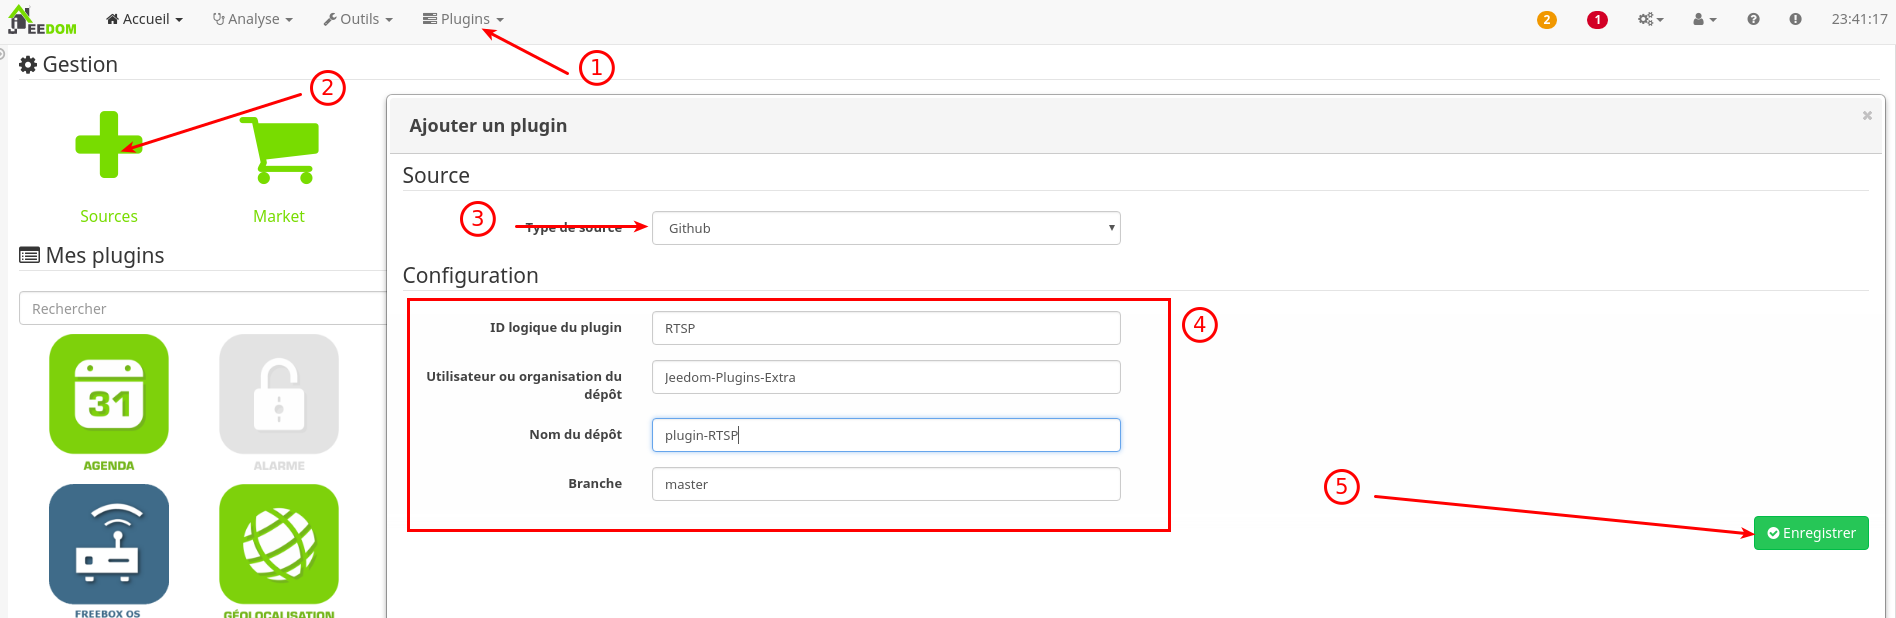 JEEDOM
Accueil
Analyse
Outils
Plugins
2
1
23:41:17
1
Gestion
2
Ajouter un plugin
Source
Sources
Market
3
Type de source
Github
Mes plugins
Configuration
Rechercher
4
ID logique du plugin
RTSP
Utilisateur ou organisation du
dépôt
Jeedom-Plugins-Extra
31
Nom du dépôt
plugin-RTSP
AGENDA
ALARME
Branche
master
5
Enregistrer
FREEBOX OS
GÉOLOCALISATION